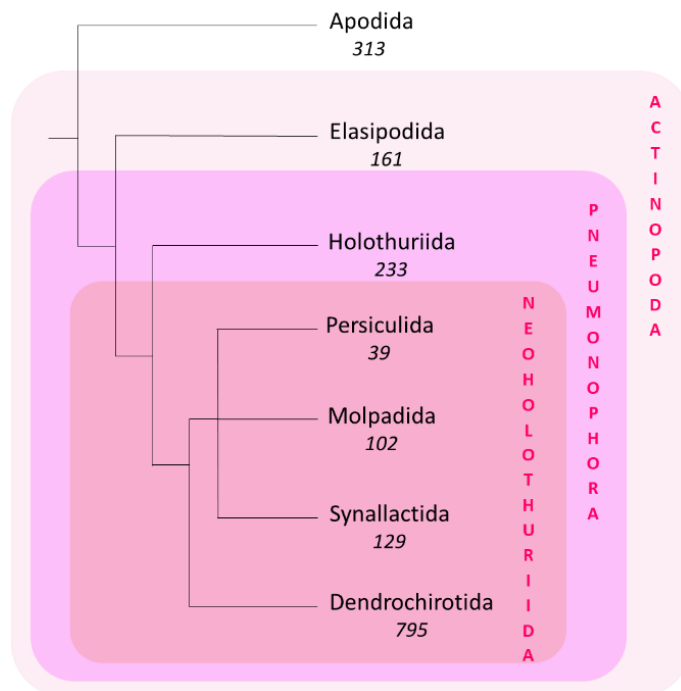 Apodida
313
Elasipodida
161
Holothuriida
233
Persiculida
39
Molpadida
102
Synallactida
129
Dendrochirotida
795
NEOHOLOTHURIIDA
PNEUMONOPHORA
ACTINOPODA